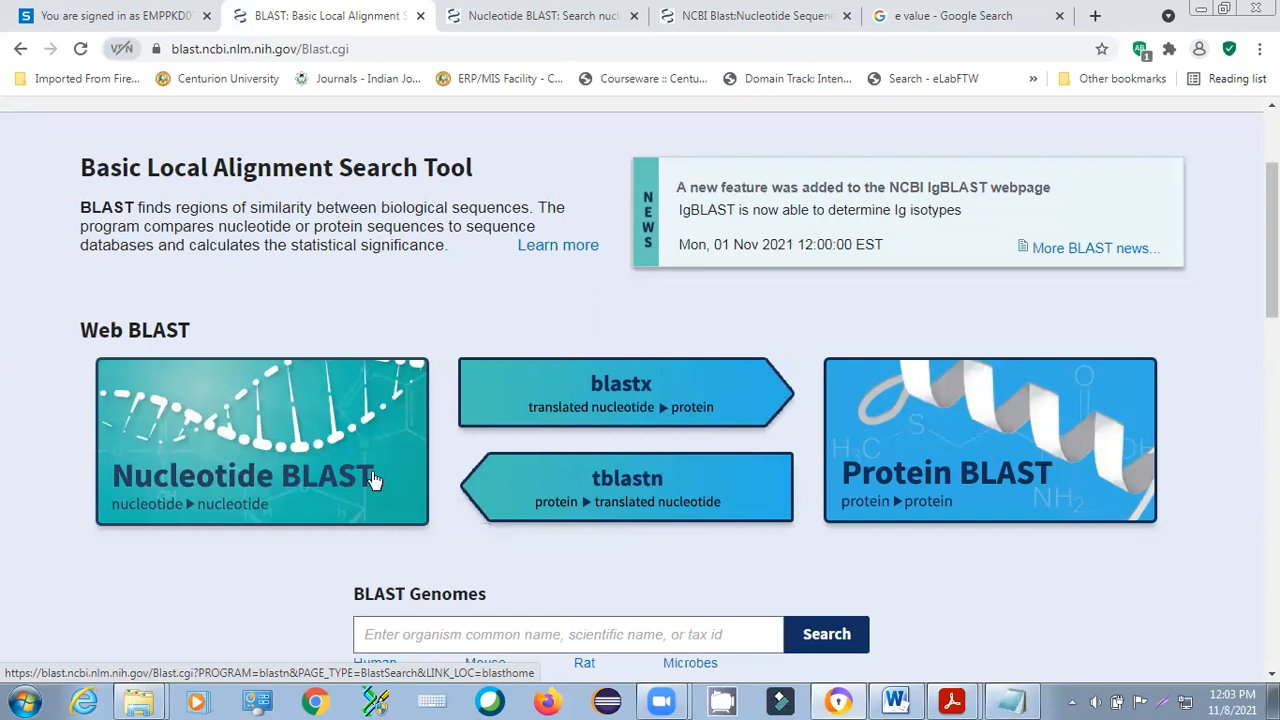 You are signed in as EMPPKD0
BLAST: Basic Local Alignment S
Nucleotide BLAST: Search nucl
NCBI Blast:Nucleotide Sequen
e value - Google Search
VPN
blast.ncbi.nlm.nih.gov/Blast.cgi
1
Imported From Fire...
Centurion University
Journals - Indian Jo...
ERP/MIS Facility - C...
Courseware :: Centu...
Domain Track: Inten...
Search - eLabFTW
»
Other bookmarks
Reading list
Basic Local Alignment Search Tool
BLAST finds regions of similarity between biological sequences. The
program compares nucleotide or protein sequences to sequence
databases and calculates the statistical significance.
Learn more
NEWS
A new feature was added to the NCBI IgBLAST webpage
IgBLAST is now able to determine Ig isotypes
Mon, 01 Nov 2021 12:00:00 EST
More BLAST news...
Web BLAST
Nucleotide BLAST
nucleotide ▶ nucleotide
blastx
translated nucleotide ▶ protein
tblastn
protein ▶ translated nucleotide
Protein BLAST
protein ▶ protein
BLAST Genomes
Enter organism common name, scientific name, or tax id
Search
Human
Mouse
Rat
Microbes
https://blast.ncbi.nlm.nih.gov/Blast.cgi?PROGRAM=blastn&PAGE_TYPE=BlastSearch&LINK_LOC=blasthome
12:03 PM
11/8/2021